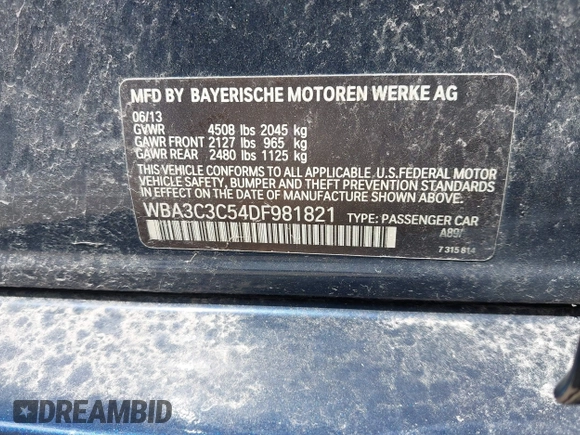 MFD BY BAYERISCHE MOTOREN WERKE AG
06/13
GVWR 4508 lbs 2045 kg
GAWR FRONT 2127 lbs 965 kg
GAWR REAR 2480 lbs 1125 kg
THIS VEHICLE CONFORMS TO ALL APPLICABLE U.S.FEDERAL MOTOR
VEHICLE SAFETY, BUMPER AND THEFT PREVENTION STANDARDS
IN EFFECT ON THE DATE OF MANUFACTURE SHOWN ABOVE.
WBA3C3C54DF981821 TYPE: PASSENGER CAR
A89/
7 315 814
DREAMBID